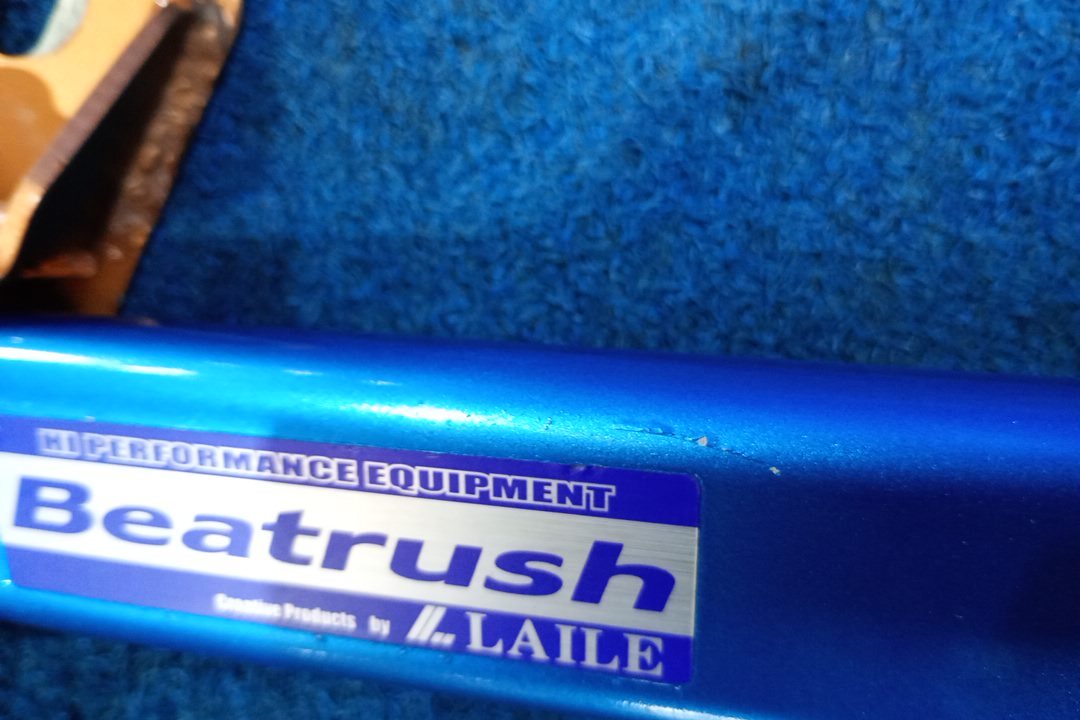 HI PERFORMANCE EQUIPMENT
Beatrush
Creative Products by LAILE